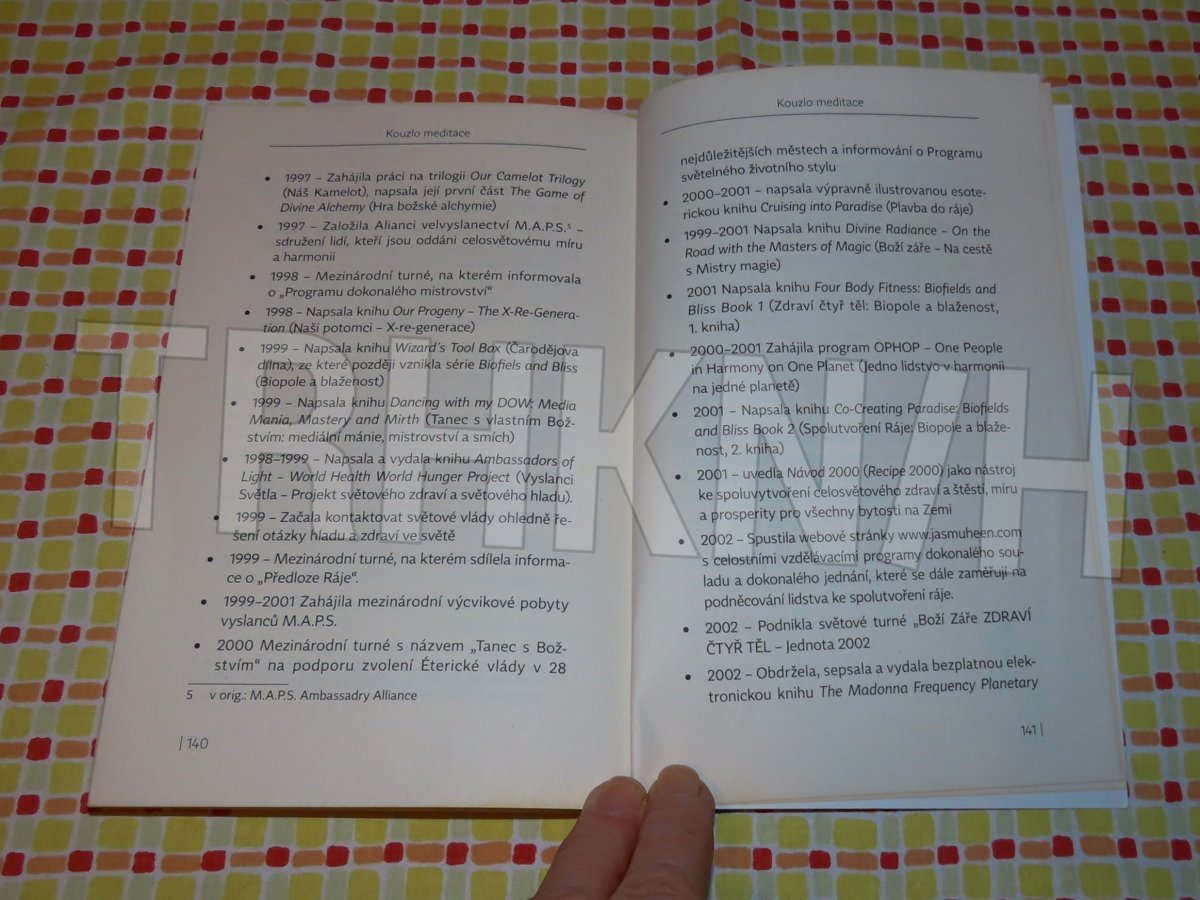 Kouzlo meditace
• 1997 – Zahájila práci na trilogii Our Camelot Trilogy
(Náš Kamelot), napsala její první část The Game of
Divine Alchemy (Hra božské alchymie)
• 1997 – Založila Alianci velvyslanectví M.A.P.S.⁵ –
sdružení lidí, kteří jsou oddáni celosvětovému míru
a harmonii
• 1998 – Mezinárodní turné, na kterém informovala
o „Programu dokonalého mistrovství“
• 1998 – Napsala knihu Our Progeny – The X-Re-Genera-
tion (Naši potomci – X-re-generace)
• 1999 – Napsala knihu Wizard's Tool Box (Čarodějova
dílna), ze které později vznikla série Biofiels and Bliss
(Biopole a blaženost)
• 1999 – Napsala knihu Dancing with my DOW: Media
Mania, Mastery and Mirth (Tanec s vlastním Bož-
stvím: mediální mánie, mistrovství a smích)
• 1998–1999 – Napsala a vydala knihu Ambassadors of
Light – World Health World Hunger Project (Vyslanci
Světla – Projekt světového zdraví a světového hladu).
• 1999 – Začala kontaktovat světové vlády ohledně ře-
šení otázky hladu a zdraví ve světě
• 1999 – Mezinárodní turné, na kterém sdílela informa-
ce o „Předloze Ráje“.
• 1999–2001 Zahájila mezinárodní výcvikové pobyty
vyslanců M.A.P.S.
• 2000 Mezinárodní turné s názvem „Tanec s Bož-
stvím“ na podporu zvolení Éterické vlády v 28
5 v orig.: M.A.P.S. Ambassadry Alliance
| 140
Kouzlo meditace
nejdůležitějších městech a informování o Programu
světelného životního stylu
• 2000–2001 – napsala výpravně ilustrovanou esote-
rickou knihu Cruising into Paradise (Plavba do ráje)
• 1999–2001 Napsala knihu Divine Radiance – On the
Road with the Masters of Magic (Boží záře – Na cestě
s Mistry magie)
• 2001 Napsala knihu Four Body Fitness: Biofields and
Bliss Book 1 (Zdraví čtyř těl: Biopole a blaženost,
1. kniha)
• 2000–2001 Zahájila program OPHOP – One People
in Harmony on One Planet (Jedno lidstvo v harmonii
na jedné planetě)
• 2001 – Napsala knihu Co-Creating Paradise: Biofields
and Bliss Book 2 (Spolutvoření Ráje: Biopole a blaže-
nost, 2. kniha)
• 2001 – uvedla Návod 2000 (Recipe 2000) jako nástroj
ke spoluvytvoření celosvětového zdraví a štěstí, míru
a prosperity pro všechny bytosti na Zemi
• 2002 – Spustila webové stránky www.jasmuheen.com
s celostními vzdělávacími programy dokonalého sou-
ladu a dokonalého jednání, které se dále zaměřují na
podněcování lidstva ke spolutvoření ráje.
• 2002 – Podnikla světové turné „Boží Záře ZDRAVÍ
ČTYŘ TĚL – Jednota 2002
• 2002 – Obdržela, sepsala a vydala bezplatnou elek-
tronickou knihu The Madonna Frequency Planetary
141 |